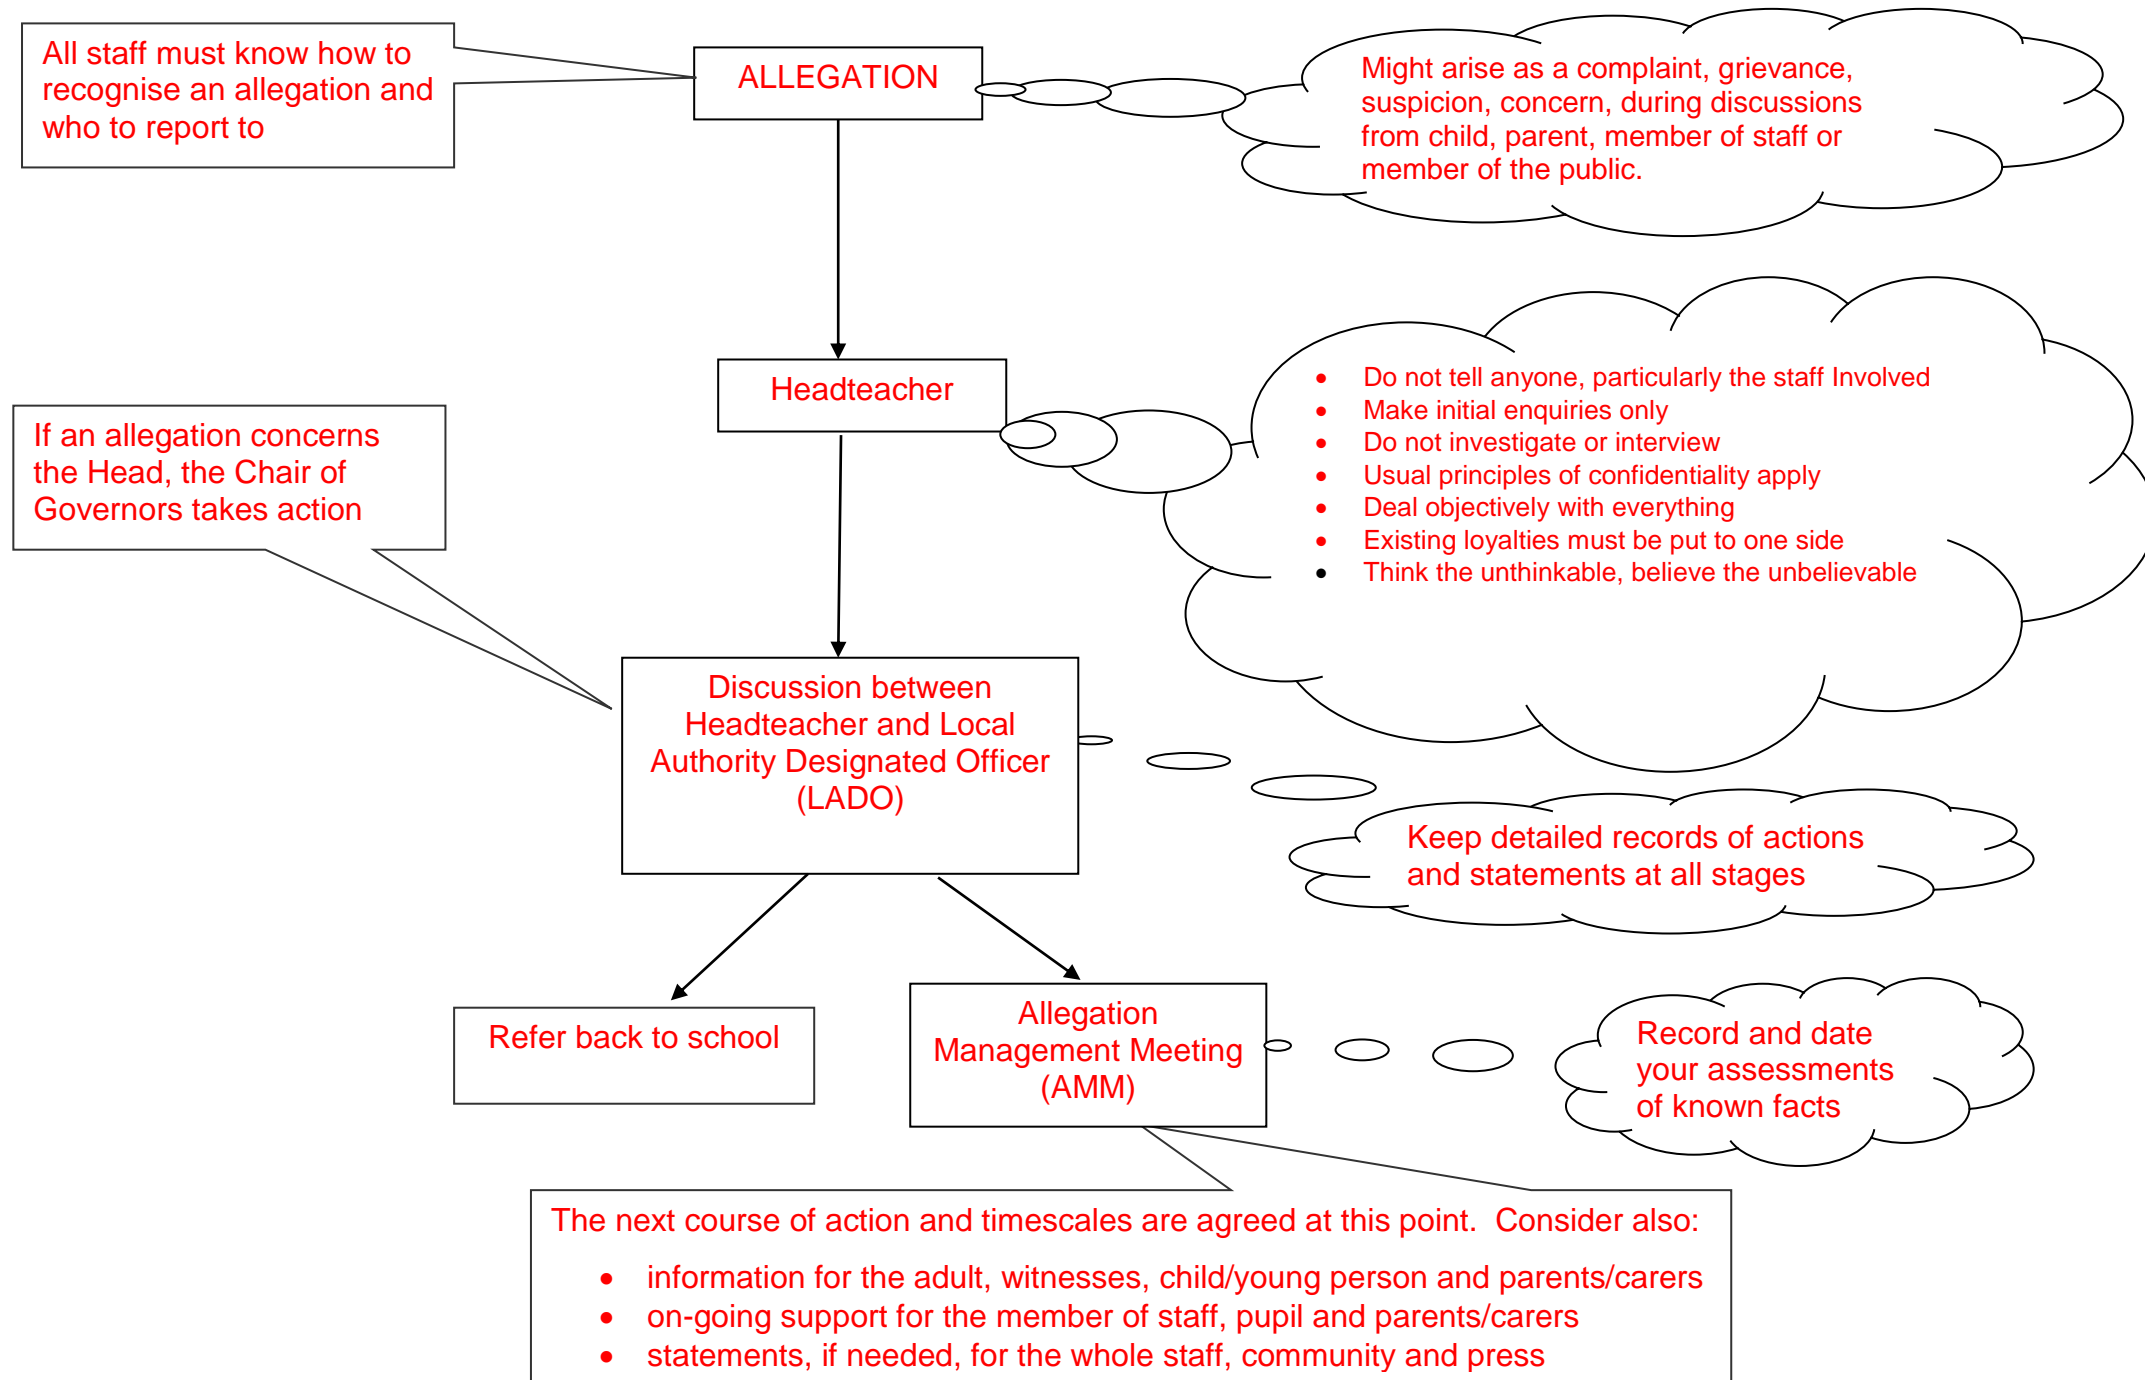 All staff must know how to
recognise an allegation and
who to report to
ALLEGATION
Might arise as a complaint, grievance,
suspicion, concern, during discussions
from child, parent, member of staff or
member of the public.
Headteacher
• Do not tell anyone, particularly the staff Involved
• Make initial enquiries only
• Do not investigate or interview
• Usual principles of confidentiality apply
• Deal objectively with everything
• Existing loyalties must be put to one side
• Think the unthinkable, believe the unbelievable
If an allegation concerns
the Head, the Chair of
Governors takes action
Discussion between
Headteacher and Local
Authority Designated Officer
(LADO)
Keep detailed records of actions
and statements at all stages
Refer back to school
Allegation
Management Meeting
(AMM)
Record and date
your assessments
of known facts
The next course of action and timescales are agreed at this point.  Consider also:
• information for the adult, witnesses, child/young person and parents/carers
• on-going support for the member of staff, pupil and parents/carers
• statements, if needed, for the whole staff, community and press